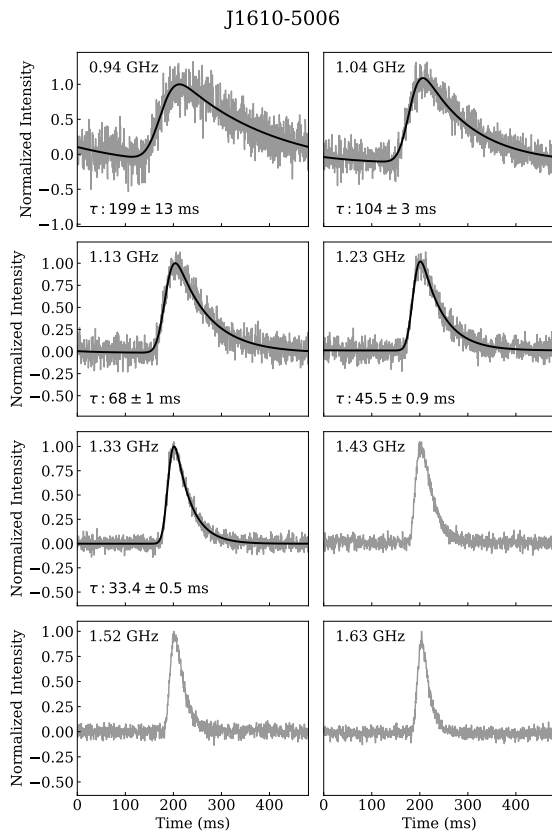 J1610-5006
0.94 GHz
1.04 GHz
Normalized Intensity
1.0
0.5
0.0
−0.5
−1.0
τ : 199 ± 13 ms
τ : 104 ± 3 ms
1.13 GHz
1.23 GHz
Normalized Intensity
1.00
0.75
0.50
0.25
0.00
−0.25
−0.50
τ : 68 ± 1 ms
τ : 45.5 ± 0.9 ms
1.33 GHz
1.43 GHz
Normalized Intensity
1.00
0.75
0.50
0.25
0.00
−0.25
−0.50
τ : 33.4 ± 0.5 ms
1.52 GHz
1.63 GHz
Normalized Intensity
1.00
0.75
0.50
0.25
0.00
−0.25
−0.50
0 100 200 300 400
0 100 200 300 400
Time (ms)
Time (ms)